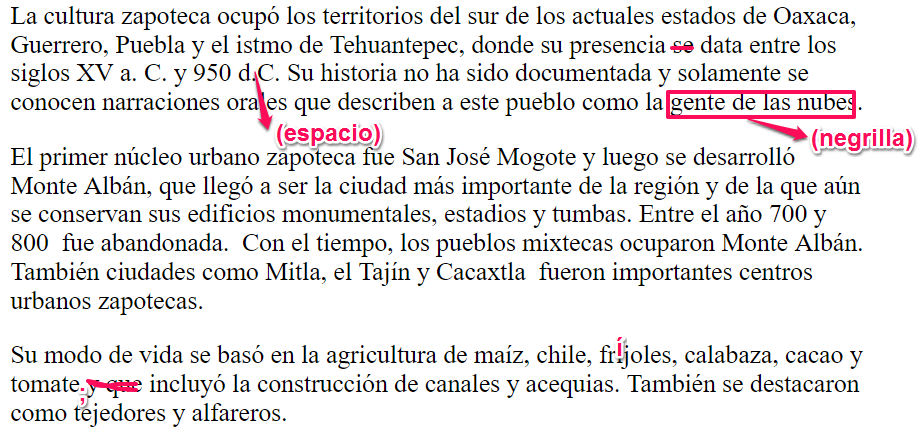 La cultura zapoteca ocupó los territorios del sur de los actuales estados de Oaxaca,
Guerrero, Puebla y el istmo de Tehuantepec, donde su presencia se data entre los
siglos XV a. C. y 950 d.C. Su historia no ha sido documentada y solamente se
conocen narraciones orales que describen a este pueblo como la gente de las nubes.
(espacio)
(negrilla)
El primer núcleo urbano zapoteca fue San José Mogote y luego se desarrolló
Monte Albán, que llegó a ser la ciudad más importante de la región y de la que aún
se conservan sus edificios monumentales, estadios y tumbas. Entre el año 700 y
800  fue abandonada.  Con el tiempo, los pueblos mixtecas ocuparon Monte Albán.
También ciudades como Mitla, el Tajín y Cacaxtla  fueron importantes centros
urbanos zapotecas.
Su modo de vida se basó en la agricultura de maíz, chile, fríjoles, calabaza, cacao y
tomate; y que incluyó la construcción de canales y acequias. También se destacaron
como tejedores y alfareros.